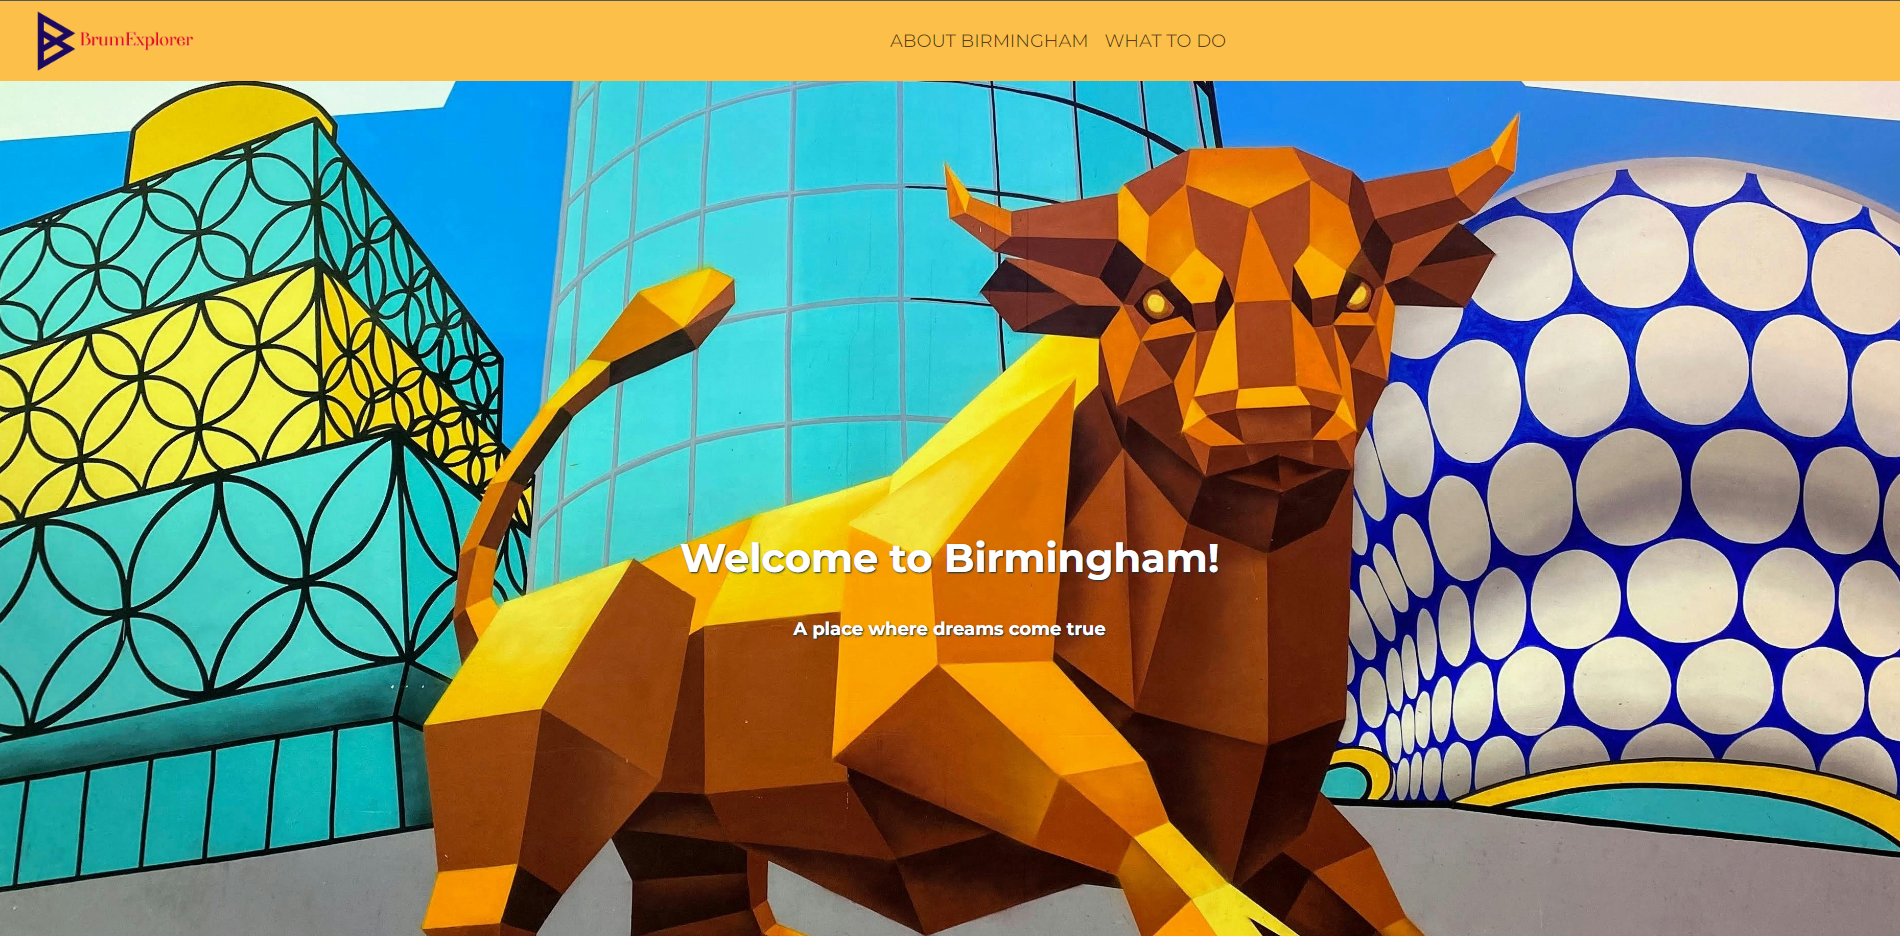 BrumExplorer
ABOUT BIRMINGHAM WHAT TO DO
Welcome to Birmingham!
A place where dreams come true